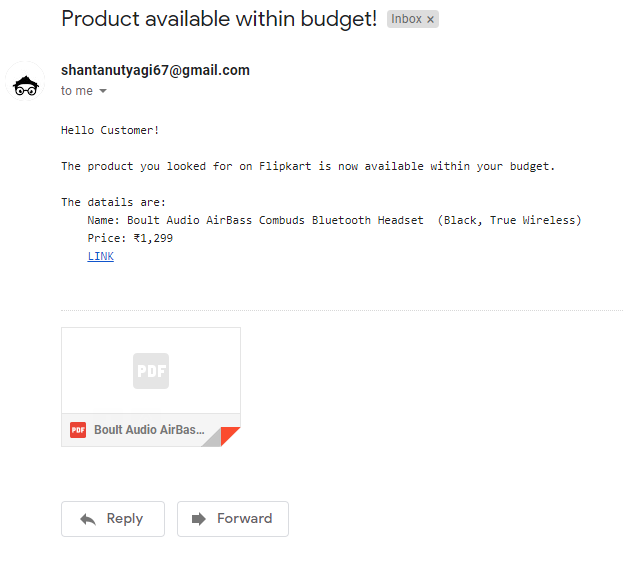 Product available within budget! Inbox ×
shantanutyagi67@gmail.com
to me
Hello Customer!
The product you looked for on Flipkart is now available within your budget.
The datails are:
Name: Boult Audio AirBass Combuds Bluetooth Headset (Black, True Wireless)
Price: ₹1,299
LINK
PDF
PDF Boult Audio AirBas...
Reply Forward